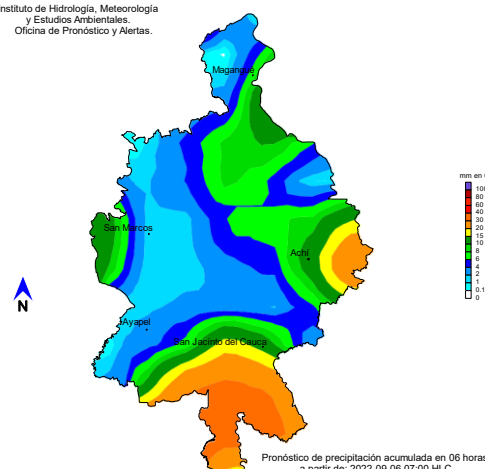 nstituto de Hidrología, Meteorología
y Estudios Ambientales.
Oficina de Pronóstico y Alertas.
Magangué
mm en 6
100
80
60
40
30
20
15
10
8
6
4
2
1
0.1
0
San Marcos
Achí
N
Ayapel
San Jacinto del Cauca
Pronóstico de precipitación acumulada en 06 horas
a partir de: 2022-09-06 07:00 HLC